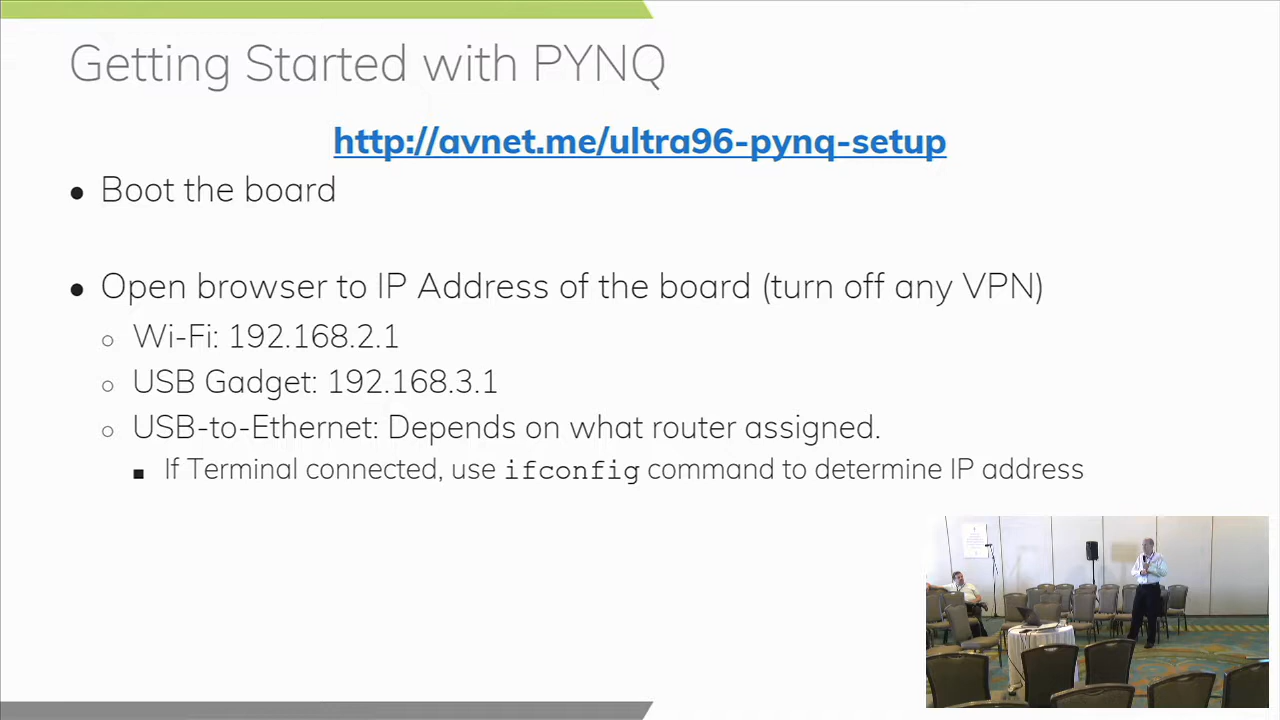 Getting Started with PYNQ
http://avnet.me/ultra96-pynq-setup
● Boot the board
● Open browser to IP Address of the board (turn off any VPN)
○ Wi-Fi: 192.168.2.1
○ USB Gadget: 192.168.3.1
○ USB-to-Ethernet: Depends on what router assigned.
■ If Terminal connected, use ifconfig command to determine IP address